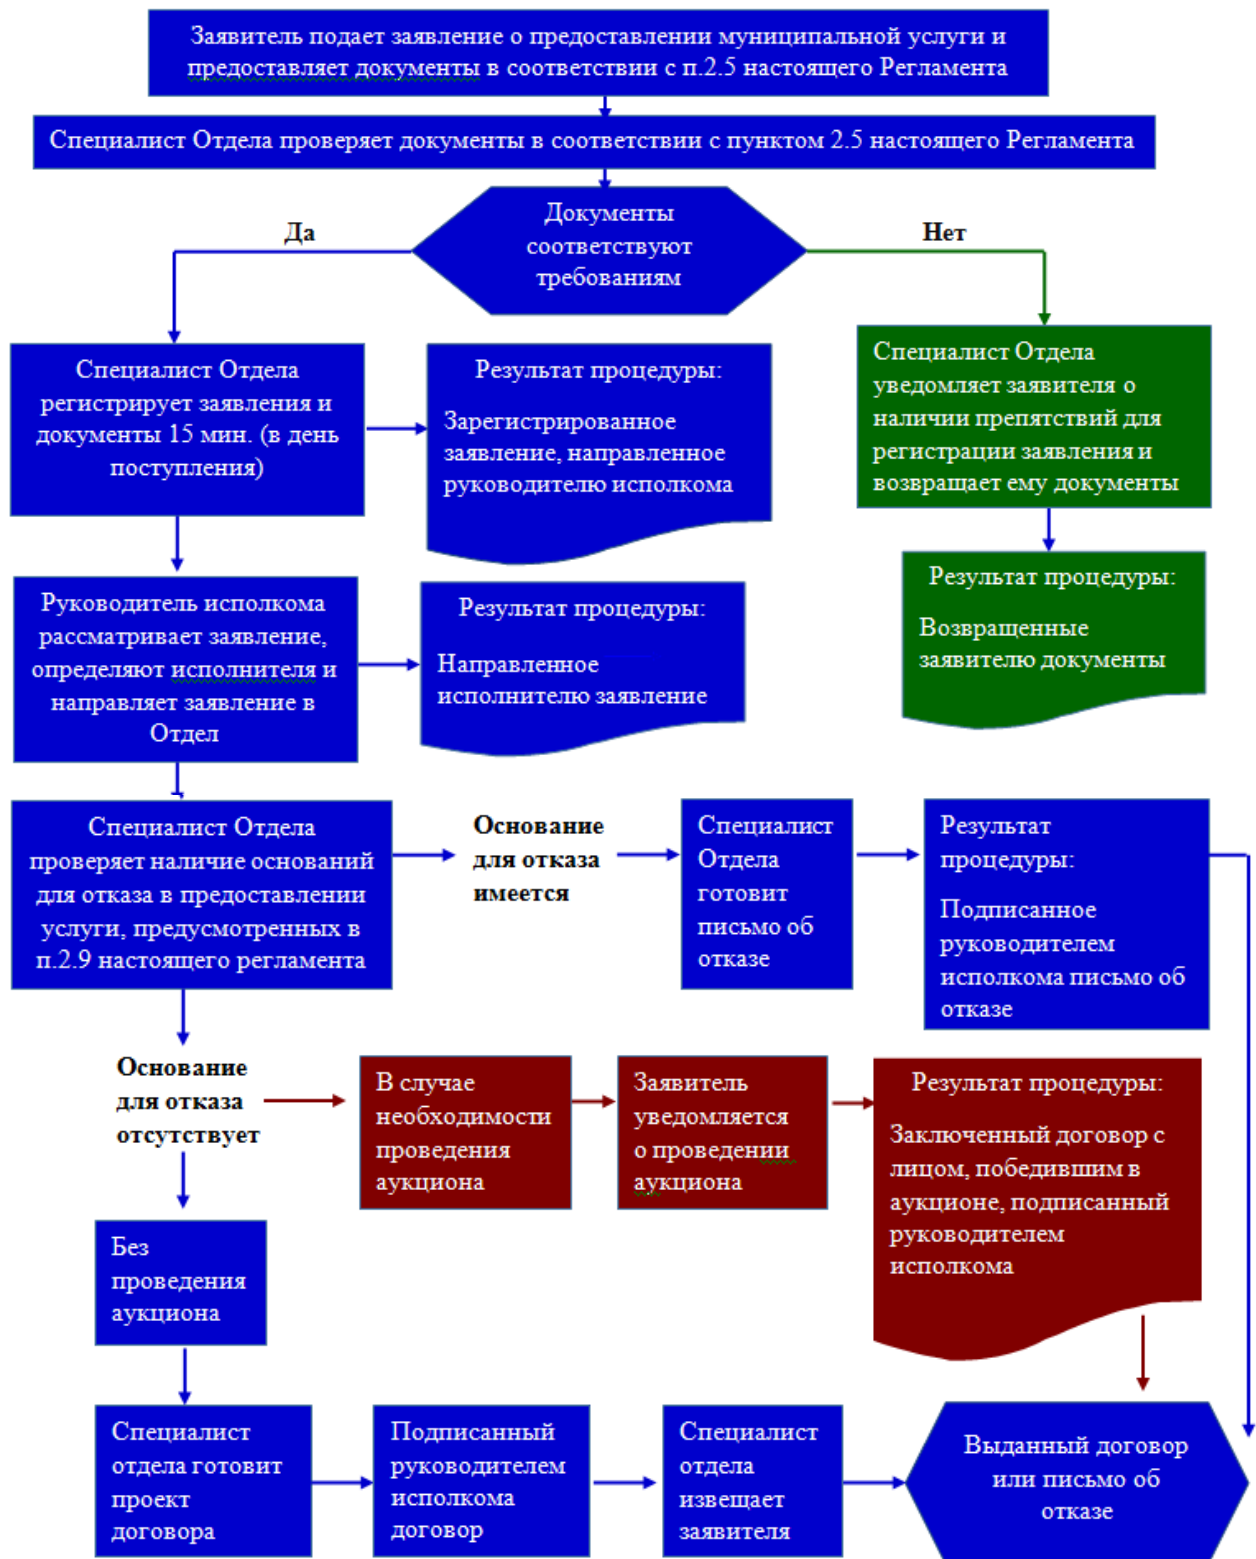 Заявитель подает заявление о предоставлении муниципальной услуги и
предоставляет документы в соответствии с п.2.5 настоящего Регламента
Специалист Отдела проверяет документы в соответствии с пунктом 2.5 настоящего Регламента
Документы
соответствуют
требованиям
Да
Нет
Специалист Отдела
регистрирует заявления и
документы 15 мин. (в день
поступления)
Результат процедуры:
Зарегистрированное
заявление, направленное
руководителю исполкома
Специалист Отдела
уведомляет заявителя о
наличии препятствий для
регистрации заявления и
возвращает ему документы
Результат процедуры:
Возвращенные
заявителю документы
Руководитель исполкома
рассматривает заявление,
определяют исполнителя и
направляет заявление в
Отдел
Результат процедуры:
Направленное
исполнителю заявление
Специалист Отдела
проверяет наличие оснований
для отказа в предоставлении
услуги, предусмотренных в
п.2.9 настоящего регламента
Основание
для отказа
имеется
Специалист
Отдела
готовит
письмо об
отказе
Результат
процедуры:
Подписанное
руководителем
исполкома письмо об
отказе
Основание
для отказа
отсутствует
В случае
необходимости
проведения
аукциона
Заявитель
уведомляется
о проведении
аукциона
Результат процедуры:
Заключенный договор с
лицом, победившим в
аукционе, подписанный
руководителем
исполкома
Без
проведения
аукциона
Специалист
отдела готовит
проект
договора
Подписанный
руководителем
исполкома
договор
Специалист
отдела
извещает
заявителя
Выданный договор
или письмо об
отказе